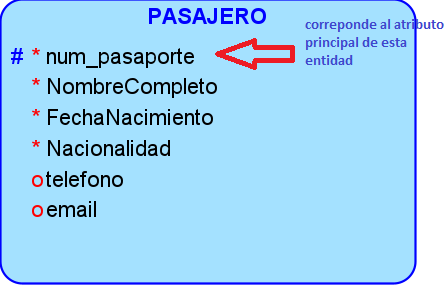 PASAJERO
# * num_pasaporte
* NombreCompleto
* FechaNacimiento
* Nacionalidad
o telefono
o email
correponde al atributo
principal de esta
entidad